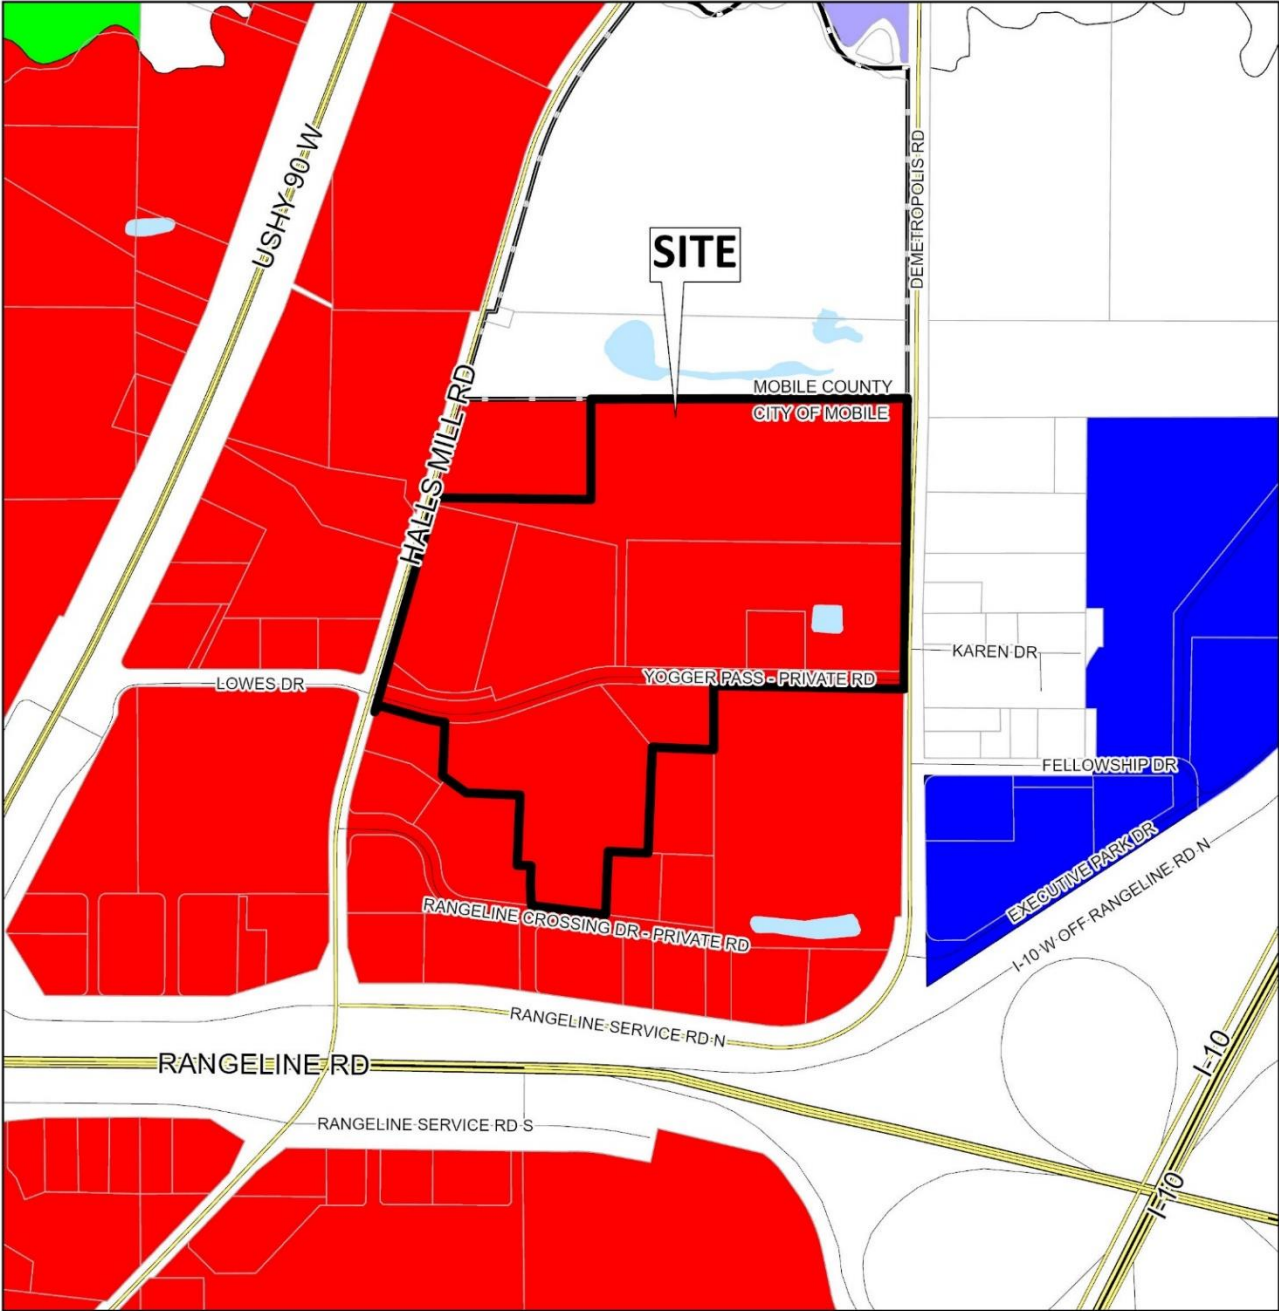 USHY 90 W
DEMETROPOLIS RD
SITE
MOBILE COUNTY
CITY OF MOBILE
HALLS MILL RD
KAREN DR
YOGGER PASS - PRIVATE RD
LOWES DR
FELLOWSHIP DR
EXECUTIVE PARK DR
I-10 W OFF RANGELINE RD N
RANGELINE CROSSING DR - PRIVATE RD
RANGELINE SERVICE RD N
I-10
RANGELINE RD
RANGELINE SERVICE RD S
I-10